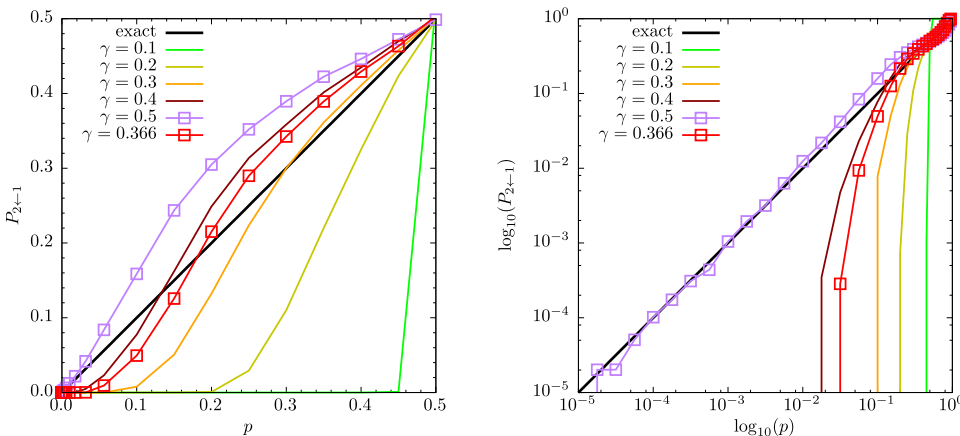 0.5
0.4
0.3
0.2
0.1
0.0
P₂←₁
exact
γ = 0.1
γ = 0.2
γ = 0.3
γ = 0.4
γ = 0.5
γ = 0.366
0.0 0.1 0.2 0.3 0.4 0.5
p
10⁰
10⁻¹
10⁻²
10⁻³
10⁻⁴
10⁻⁵
log₁₀(P₂←₁)
exact
γ = 0.1
γ = 0.2
γ = 0.3
γ = 0.4
γ = 0.5
γ = 0.366
10⁻⁵ 10⁻⁴ 10⁻³ 10⁻² 10⁻¹ 10⁰
log₁₀(p)